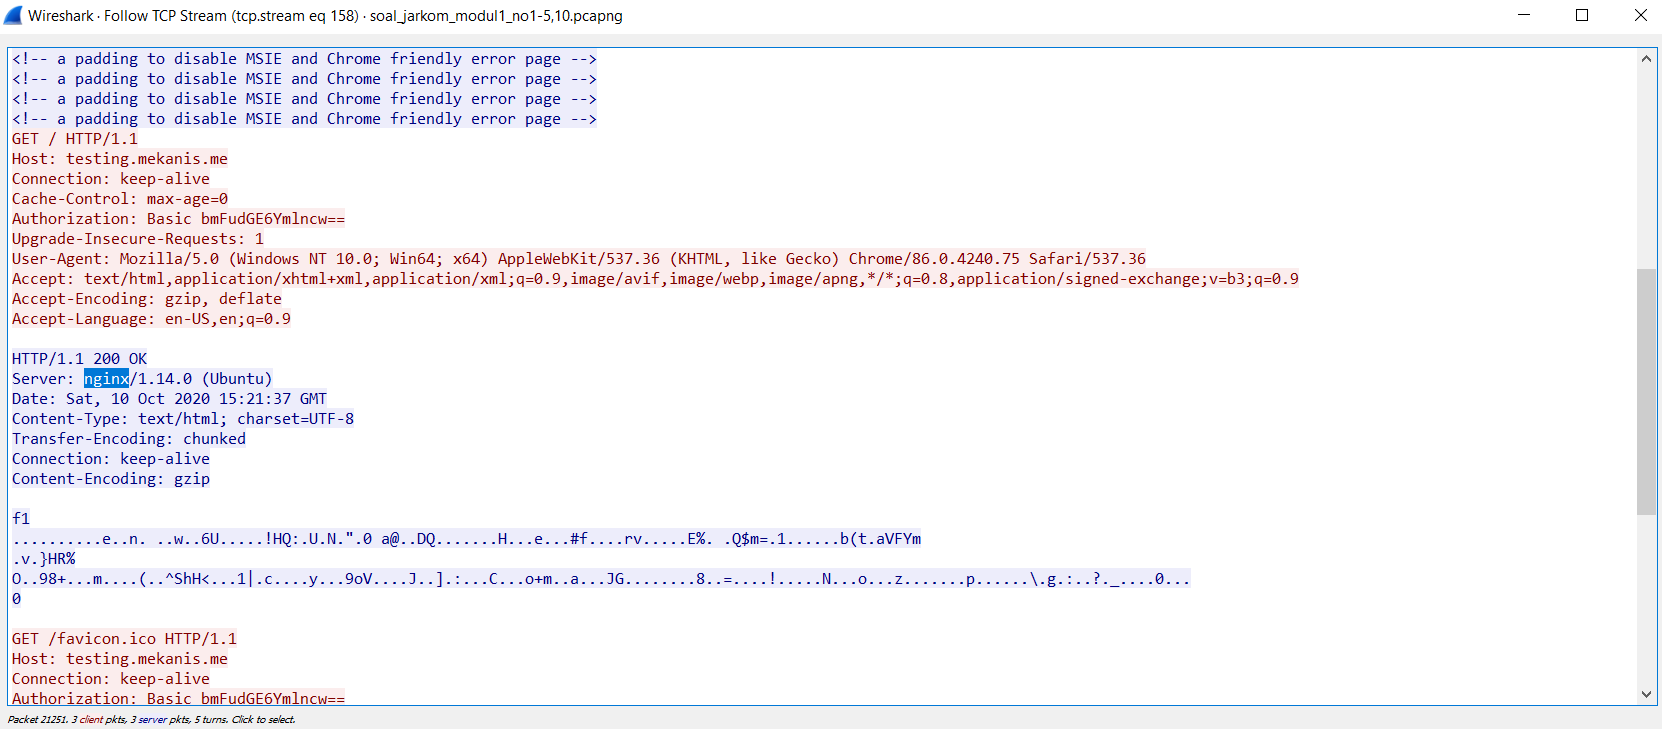 Wireshark · Follow TCP Stream (tcp.stream eq 158) · soal_jarkom_modul1_no1-5,10.pcapng
<!-- a padding to disable MSIE and Chrome friendly error page -->
<!-- a padding to disable MSIE and Chrome friendly error page -->
<!-- a padding to disable MSIE and Chrome friendly error page -->
<!-- a padding to disable MSIE and Chrome friendly error page -->
GET / HTTP/1.1
Host: testing.mekanis.me
Connection: keep-alive
Cache-Control: max-age=0
Authorization: Basic bmFudGE6Ymlncw==
Upgrade-Insecure-Requests: 1
User-Agent: Mozilla/5.0 (Windows NT 10.0; Win64; x64) AppleWebKit/537.36 (KHTML, like Gecko) Chrome/86.0.4240.75 Safari/537.36
Accept: text/html,application/xhtml+xml,application/xml;q=0.9,image/avif,image/webp,image/apng,*/*;q=0.8,application/signed-exchange;v=b3;q=0.9
Accept-Encoding: gzip, deflate
Accept-Language: en-US,en;q=0.9
HTTP/1.1 200 OK
Server: nginx/1.14.0 (Ubuntu)
Date: Sat, 10 Oct 2020 15:21:37 GMT
Content-Type: text/html; charset=UTF-8
Transfer-Encoding: chunked
Connection: keep-alive
Content-Encoding: gzip
f1
..........e..n. ..w..6U.....!HQ:.U.N.".0 a@..DQ.......H...e...#f....rv.....E%. .Q$m=.1......b(t.aVFYm
.v.}HR%
O..98+...m....(..^ShH<...1|.c....y...9oV....J..].:...C...o+m..a...JG........8..=....!.....N...o...z.......p......\.g.:..?._....0...
0
GET /favicon.ico HTTP/1.1
Host: testing.mekanis.me
Connection: keep-alive
Authorization: Basic bmFudGE6Ymlncw==
Packet 21251. 3 client pkts, 3 server pkts, 5 turns. Click to select.